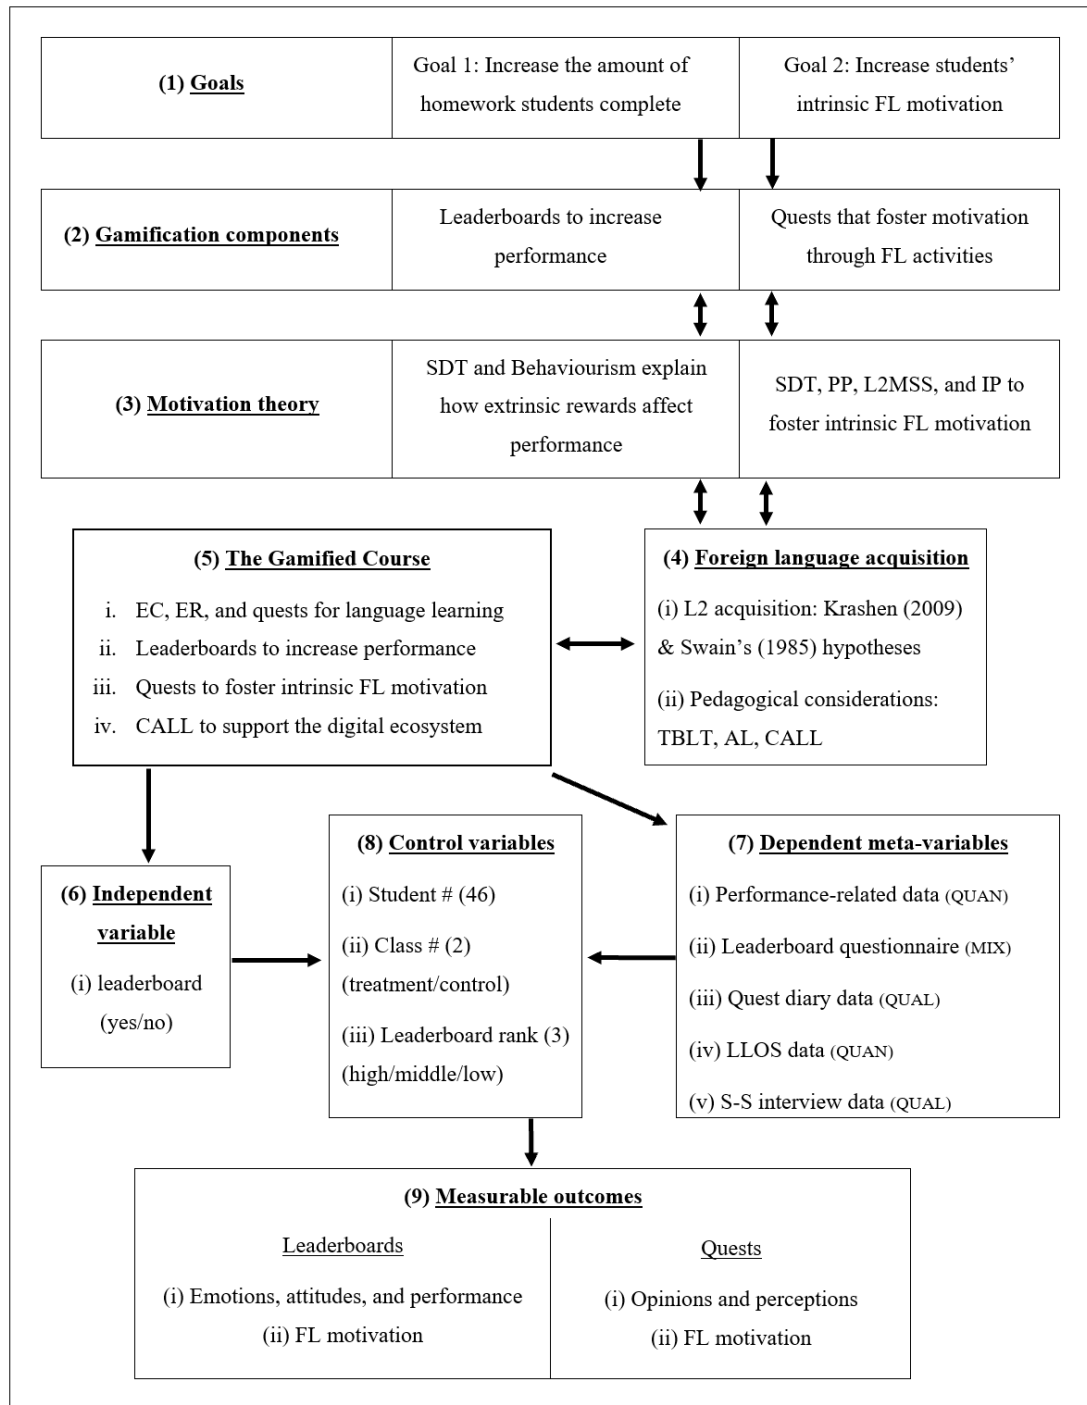 (1) Goals
Goal 1: Increase the amount of
homework students complete
Goal 2: Increase students’
intrinsic FL motivation
(2) Gamification components
Leaderboards to increase
performance
Quests that foster motivation
through FL activities
(3) Motivation theory
SDT and Behaviourism explain
how extrinsic rewards affect
performance
SDT, PP, L2MSS, and IP to
foster intrinsic FL motivation
(4) Foreign language acquisition
(i) L2 acquisition: Krashen (2009)
& Swain’s (1985) hypotheses
(ii) Pedagogical considerations:
TBLT, AL, CALL
(5) The Gamified Course
i. EC, ER, and quests for language learning
ii. Leaderboards to increase performance
iii. Quests to foster intrinsic FL motivation
iv. CALL to support the digital ecosystem
(6) Independent
variable
(i) leaderboard
(yes/no)
(8) Control variables
(i) Student # (46)
(ii) Class # (2)
(treatment/control)
(iii) Leaderboard rank (3)
(high/middle/low)
(7) Dependent meta-variables
(i) Performance-related data (QUAN)
(ii) Leaderboard questionnaire (MIX)
(iii) Quest diary data (QUAL)
(iv) LLOS data (QUAN)
(v) S-S interview data (QUAL)
(9) Measurable outcomes
Leaderboards
(i) Emotions, attitudes, and performance
(ii) FL motivation
Quests
(i) Opinions and perceptions
(ii) FL motivation